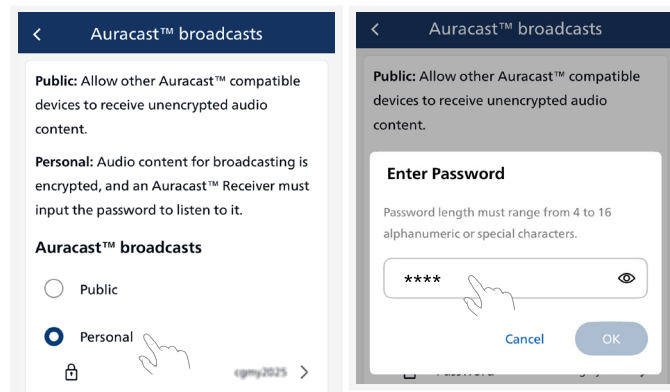 Auracast™ broadcasts
Public: Allow other Auracast™ compatible
devices to receive unencrypted audio
content.
Personal: Audio content for broadcasting is
encrypted, and an Auracast™ Receiver must
input the password to listen to it.
Auracast™ broadcasts
Public
Personal
Auracast™ broadcasts
Public: Allow other Auracast™ compatible
devices to receive unencrypted audio
content.
Enter Password
Password length must range from 4 to 16
alphanumeric or special characters.
****
Cancel
OK